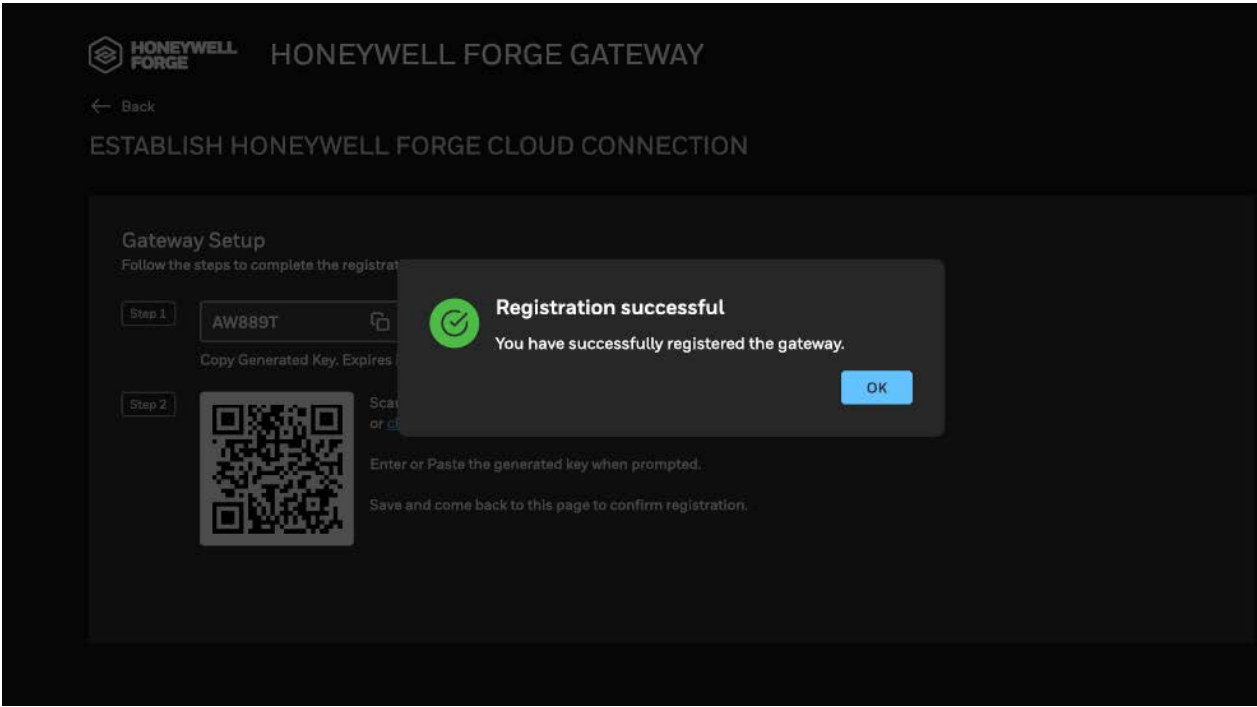 HONEYWELL
FORGE
HONEYWELL FORGE GATEWAY
← Back
ESTABLISH HONEYWELL FORGE CLOUD CONNECTION
Gateway Setup
Follow the steps to complete the
Registration successful
Step 1
AW889T
You have successfully registered the gateway.
Copy Generated Key. Expires
OK
Step 2
or
Enter or Paste the generated key when prompted.
Save and come back to this page to confirm registration.